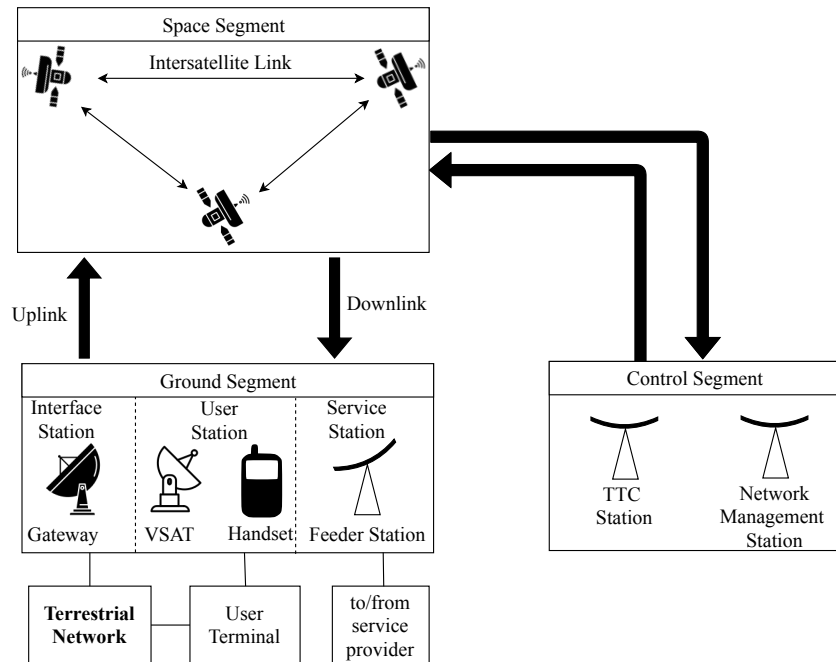 Space Segment
Intersatellite Link
Uplink
Downlink
Ground Segment
Interface
Station
User
Station
Service
Station
Gateway
VSAT
Handset
Feeder Station
Terrestrial
Network
User
Terminal
to/from
service
provider
Control Segment
TTC
Station
Network
Management
Station